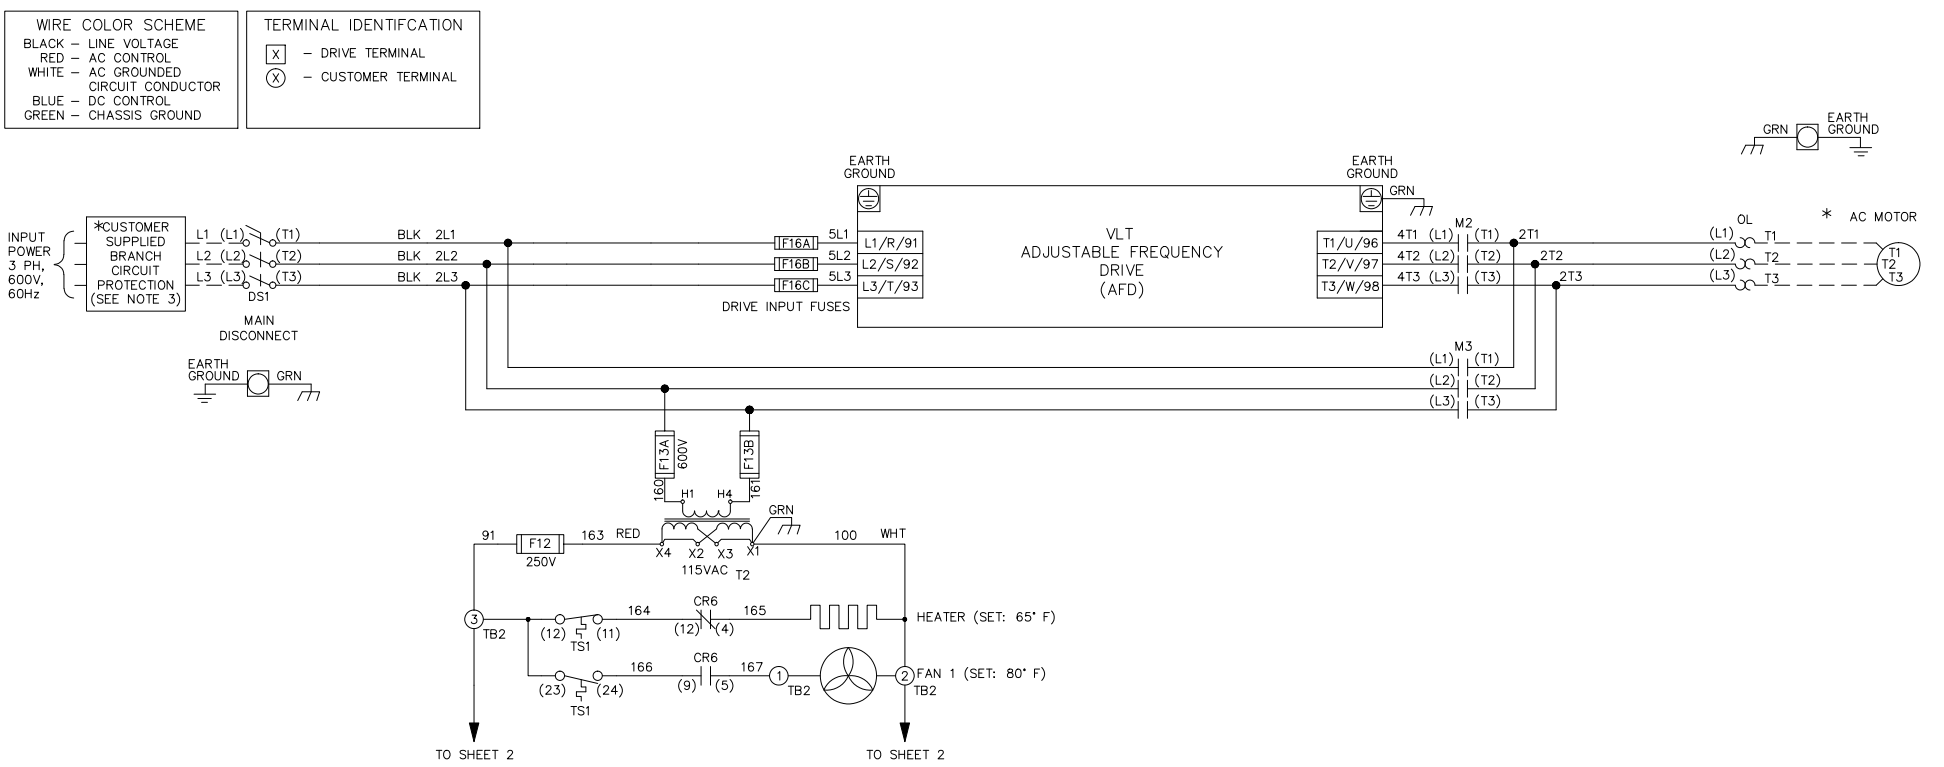 WIRE COLOR SCHEME
BLACK – LINE VOLTAGE
RED – AC CONTROL
WHITE – AC GROUNDED
CIRCUIT CONDUCTOR
BLUE – DC CONTROL
GREEN – CHASSIS GROUND
TERMINAL IDENTIFCATION
X – DRIVE TERMINAL
X – CUSTOMER TERMINAL
GRN
EARTH
GROUND
EARTH
GROUND
EARTH
GROUND
GRN
INPUT
POWER
3 PH,
600V,
60Hz
*CUSTOMER
SUPPLIED
BRANCH
CIRCUIT
PROTECTION
(SEE NOTE 3)
L1 (L1) (T1) BLK 2L1
L2 (L2) (T2) BLK 2L2
L3 (L3) (T3) BLK 2L3
DS1
MAIN
DISCONNECT
F16A 5L1
F16B 5L2
F16C 5L3
DRIVE INPUT FUSES
L1/R/91
L2/S/92
L3/T/93
VLT
ADJUSTABLE FREQUENCY
DRIVE
(AFD)
T1/U/96
T2/V/97
T3/W/98
M2
4T1 (L1) (T1) 2T1
4T2 (L2) (T2) 2T2
4T3 (L3) (T3) 2T3
OL
(L1) T1
(L2) T2
(L3) T3
* AC MOTOR
T1
T2
T3
EARTH
GROUND
GRN
M3
(L1) (T1)
(L2) (T2)
(L3) (T3)
F13A
600V
F13B
160
161
H1 H4
GRN
91 F12 163 RED
250V
X4 X2 X3 X1
100 WHT
115VAC T2
3
TB2
(12) (11)
TS1
164
CR6
(12) (4)
165
HEATER (SET: 65° F)
(23) (24)
TS1
166
CR6
(9) (5)
167
1
TB2
2
TB2
FAN 1 (SET: 80° F)
TO SHEET 2
TO SHEET 2